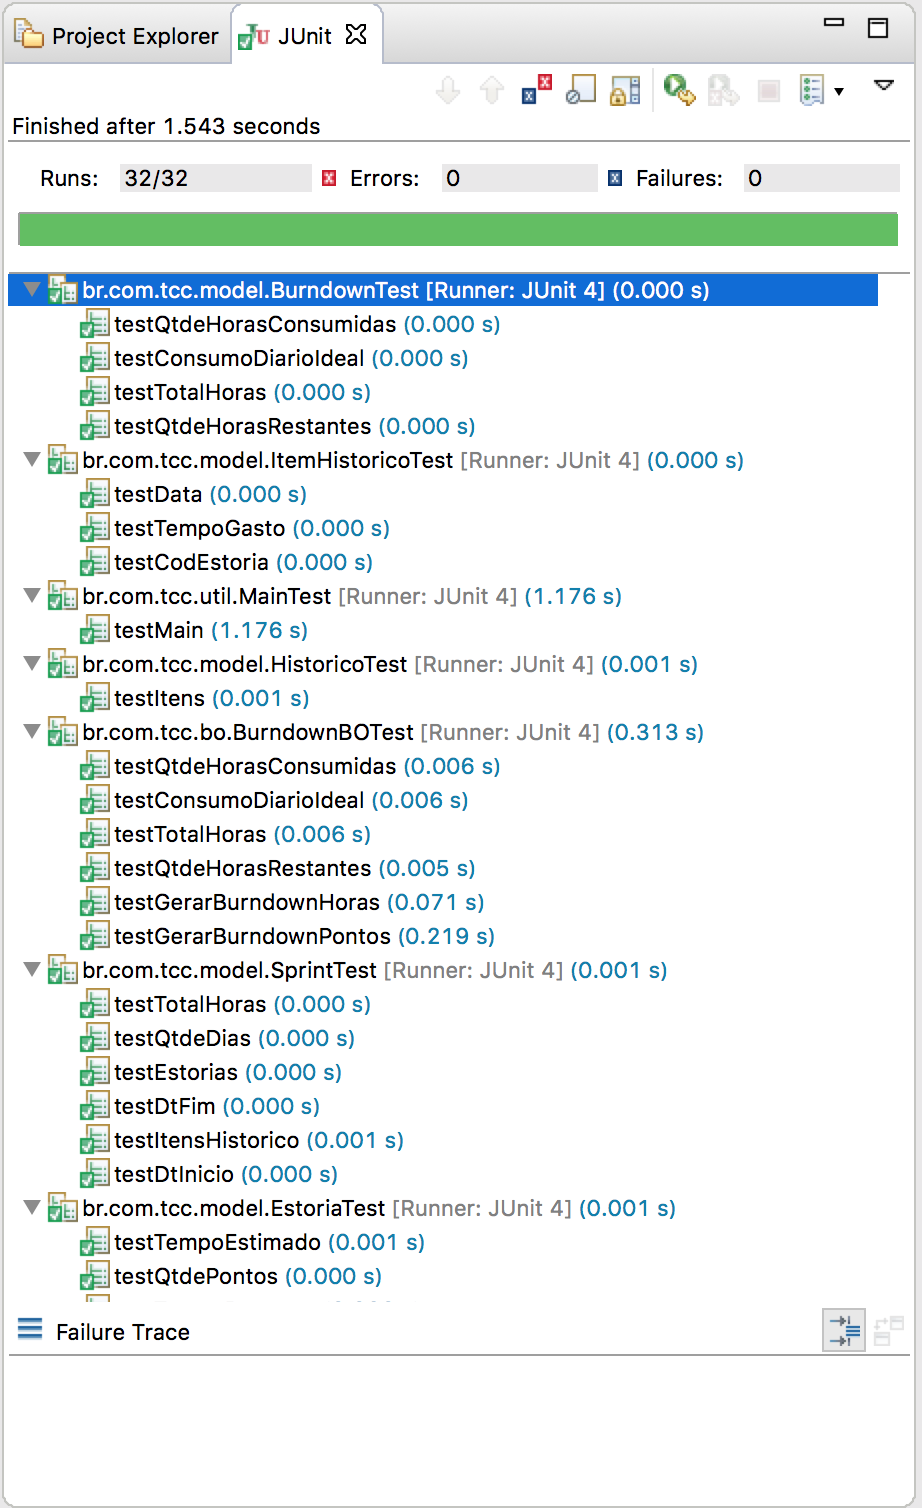 Project Explorer JUnit
Finished after 1.543 seconds
Runs: 32/32 Errors: 0 Failures: 0
br.com.tcc.model.BurndownTest [Runner: JUnit 4] (0.000 s)
testQtdeHorasConsumidas (0.000 s)
testConsumoDiarioIdeal (0.000 s)
testTotalHoras (0.000 s)
testQtdeHorasRestantes (0.000 s)
br.com.tcc.model.ItemHistoricoTest [Runner: JUnit 4] (0.000 s)
testData (0.000 s)
testTempoGasto (0.000 s)
testCodEstoria (0.000 s)
br.com.tcc.util.MainTest [Runner: JUnit 4] (1.176 s)
testMain (1.176 s)
br.com.tcc.model.HistoricoTest [Runner: JUnit 4] (0.001 s)
testItens (0.001 s)
br.com.tcc.bo.BurndownBOTest [Runner: JUnit 4] (0.313 s)
testQtdeHorasConsumidas (0.006 s)
testConsumoDiarioIdeal (0.006 s)
testTotalHoras (0.006 s)
testQtdeHorasRestantes (0.005 s)
testGerarBurndownHoras (0.071 s)
testGerarBurndownPontos (0.219 s)
br.com.tcc.model.SprintTest [Runner: JUnit 4] (0.001 s)
testTotalHoras (0.000 s)
testQtdeDias (0.000 s)
testEstorias (0.000 s)
testDtFim (0.000 s)
testItensHistorico (0.001 s)
testDtInicio (0.000 s)
br.com.tcc.model.EstoriaTest [Runner: JUnit 4] (0.001 s)
testTempoEstimado (0.001 s)
testQtdePontos (0.000 s)
Failure Trace